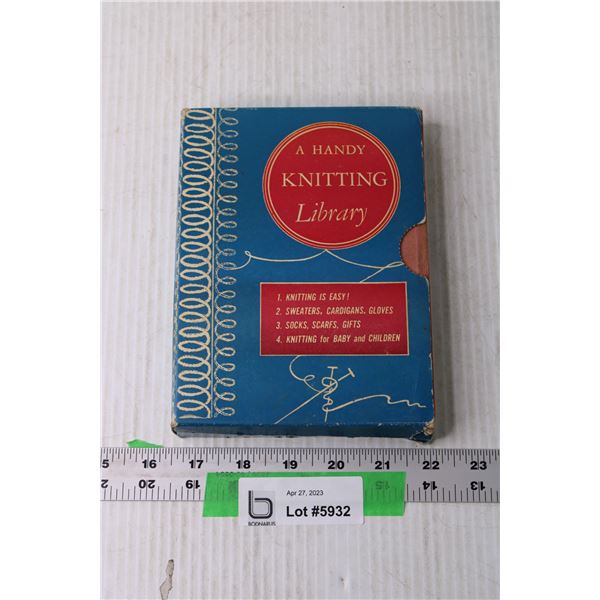 A HANDY
KNITTING
Library
1. KNITTING IS EASY!
2. SWEATERS, CARDIGANS, GLOVES
3. SOCKS, SCARFS, GIFTS
4. KNITTING for BABY and CHILDREN
5 16 17 18 19 20 21 22 23
20 19 15 14 13
Apr 27, 2023
Lot #5932
b
BODNARUS